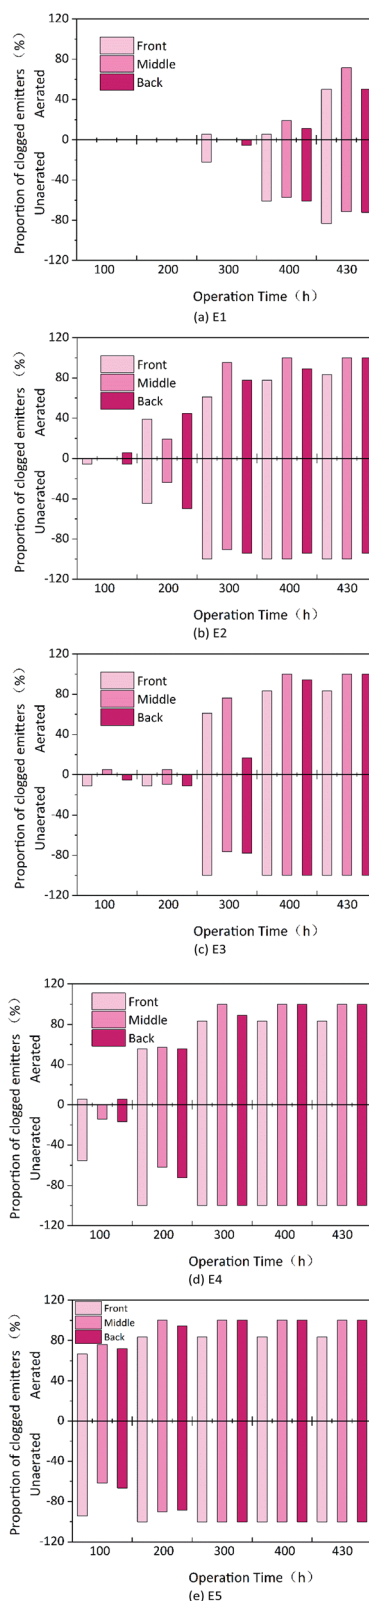 Proportion of clogged emitters (%)
Unaerated Aerated
120
80
40
0
-40
-80
-120
Front
Middle
Back
100 200 300 400 430
Operation Time（h）
(a) E1
Proportion of clogged emitters (%)
Unaerated Aerated
120
80
40
0
-40
-80
-120
Front
Middle
Back
100 200 300 400 430
Operation Time（h）
(b) E2
Proportion of clogged emitters (%)
Unaerated Aerated
120
80
40
0
-40
-80
-120
Front
Middle
Back
100 200 300 400 430
Operation Time（h）
(c) E3
Proportion of clogged emitters (%)
Unaerated Aerated
120
80
40
0
-40
-80
-120
Front
Middle
Back
100 200 300 400 430
Operation Time（h）
(d) E4
Proportion of clogged emitters (%)
Unaerated Aerated
120
80
40
0
-40
-80
-120
Front
Middle
Back
100 200 300 400 430
Operation Time（h）
(e) E5